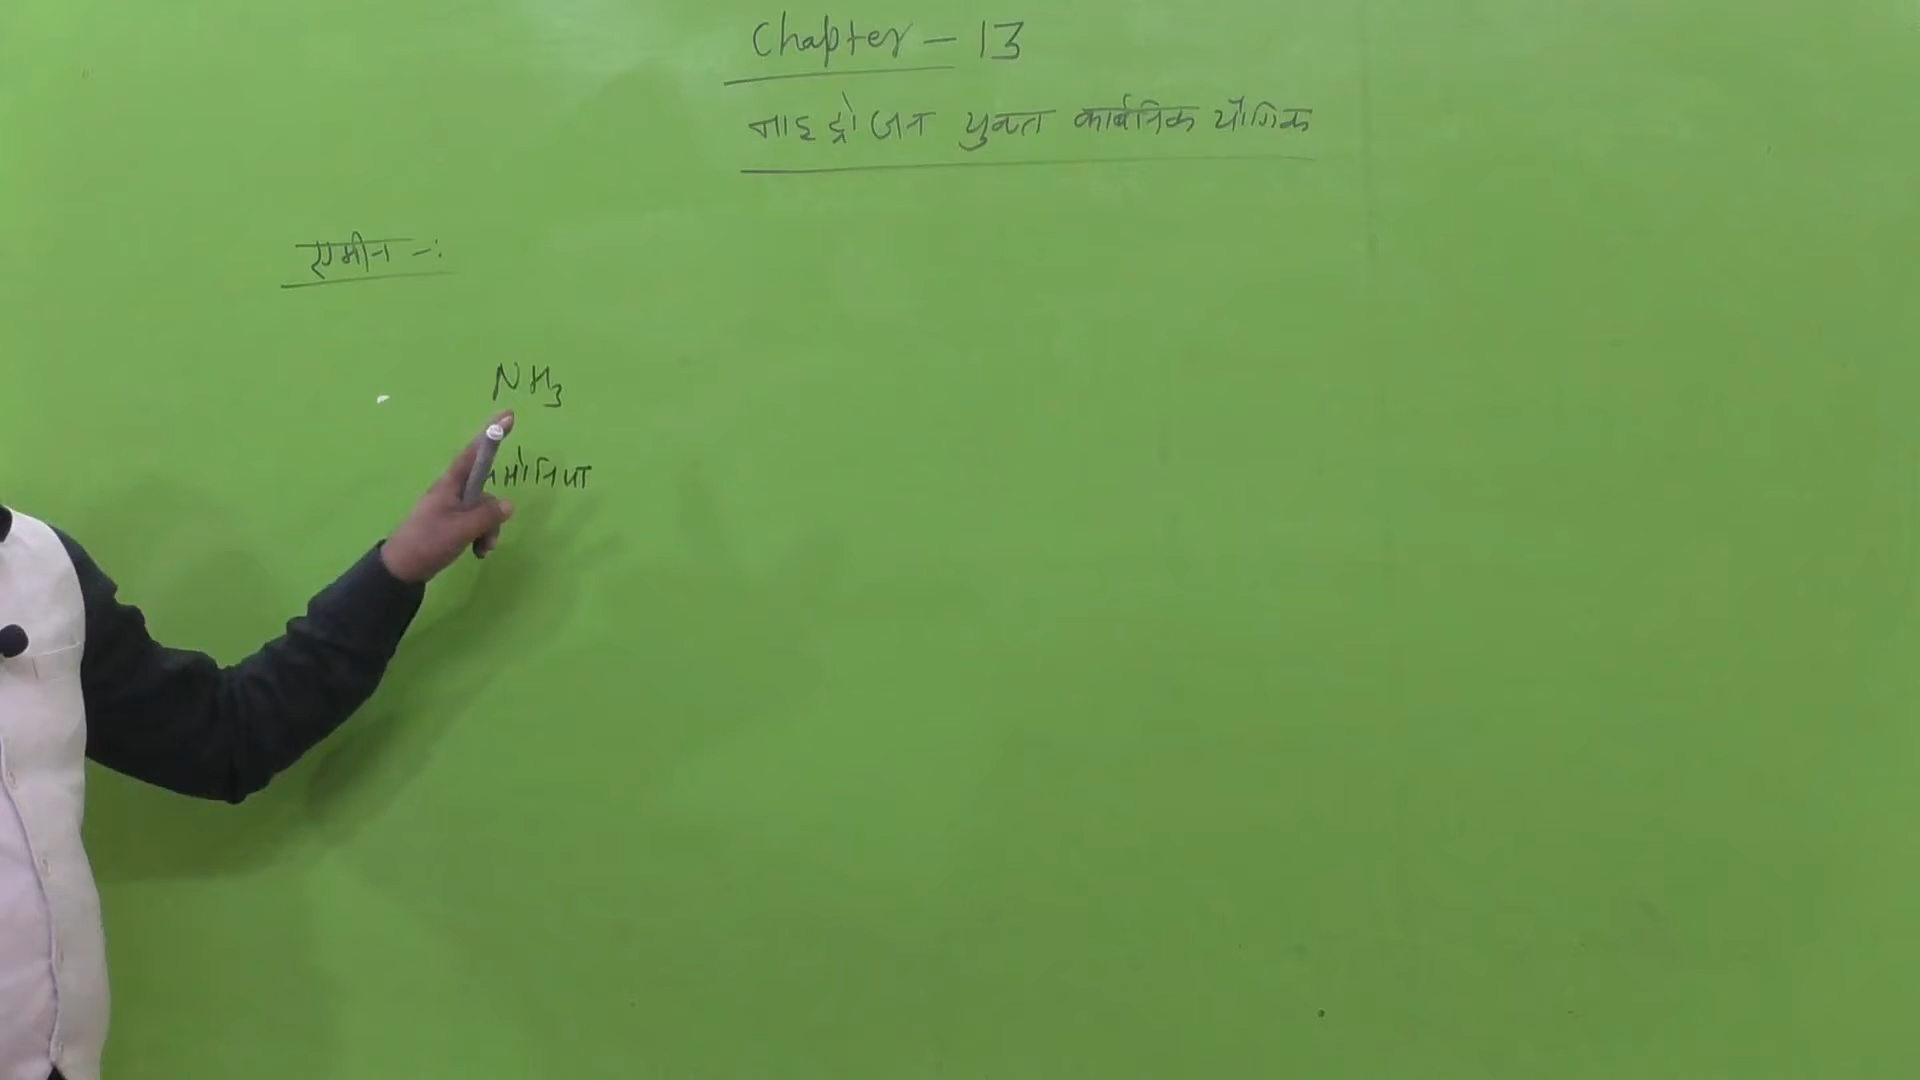 Chapter - 13
नाइट्रोजन युक्त कार्बनिक यौगिक
एमीन -:
NH3